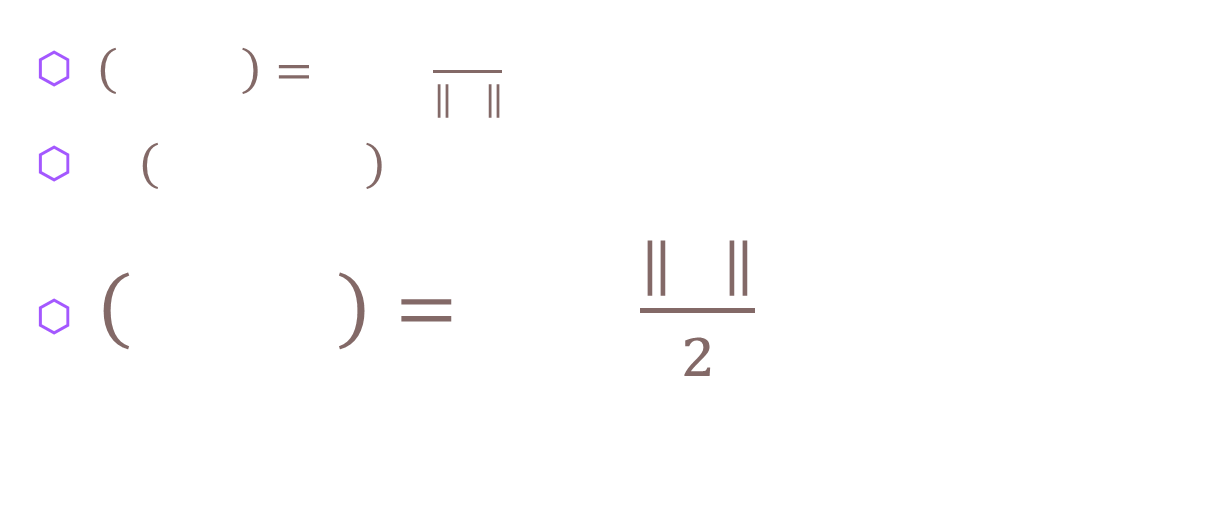 ( ) = ‖ ‖
( )
( ) = ‖ ‖ / 2